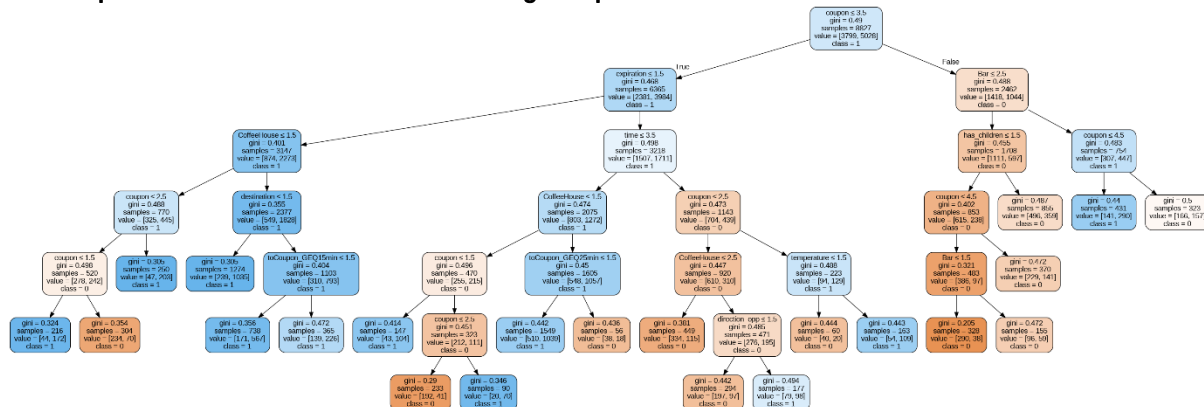 coupon ≤ 3.5
gini = 0.49
samples = 8827
value = [3799, 5028]
class = 1
True
False
expiration ≤ 1.5
gini = 0.468
samples = 6365
value = [2381, 3984]
class = 1
Bar ≤ 2.5
gini = 0.488
samples = 2462
value = [1418, 1044]
class = 0
CoffeeHouse ≤ 1.5
gini = 0.401
samples = 3147
value = [874, 2273]
class = 1
time ≤ 3.5
gini = 0.498
samples = 3218
value = [1507, 1711]
class = 1
has_children ≤ 1.5
gini = 0.455
samples = 1708
value = [1111, 597]
class = 0
coupon ≤ 4.5
gini = 0.483
samples = 754
value = [307, 447]
class = 1
coupon ≤ 2.5
gini = 0.488
samples = 770
value = [325, 445]
class = 1
destination ≤ 1.5
gini = 0.355
samples = 2377
value = [549, 1828]
class = 1
CoffeeHouse ≤ 1.5
gini = 0.474
samples = 2075
value = [803, 1272]
class = 1
coupon ≤ 2.5
gini = 0.473
samples = 1143
value = [704, 439]
class = 0
coupon ≤ 4.5
gini = 0.402
samples = 853
value = [615, 238]
class = 0
gini = 0.487
samples = 855
value = [496, 359]
class = 0
gini = 0.44
samples = 431
value = [141, 290]
class = 1
gini = 0.5
samples = 323
value = [166, 157]
class = 0
coupon ≤ 1.5
gini = 0.498
samples = 520
value = [278, 242]
class = 0
gini = 0.305
samples = 250
value = [47, 203]
class = 1
gini = 0.305
samples = 1274
value = [239, 1035]
class = 1
toCoupon_GEQ15min ≤ 1.5
gini = 0.404
samples = 1103
value = [310, 793]
class = 1
coupon ≤ 1.5
gini = 0.496
samples = 470
value = [255, 215]
class = 0
toCoupon_GEQ25min ≤ 1.5
gini = 0.45
samples = 1605
value = [548, 1057]
class = 1
CoffeeHouse ≤ 2.5
gini = 0.447
samples = 920
value = [610, 310]
class = 0
temperature ≤ 1.5
gini = 0.488
samples = 223
value = [94, 129]
class = 1
Bar ≤ 1.5
gini = 0.321
samples = 483
value = [386, 97]
class = 0
gini = 0.472
samples = 370
value = [229, 141]
class = 0
gini = 0.324
samples = 216
value = [44, 172]
class = 1
gini = 0.354
samples = 304
value = [234, 70]
class = 0
gini = 0.356
samples = 738
value = [171, 567]
class = 1
gini = 0.472
samples = 365
value = [139, 226]
class = 1
gini = 0.414
samples = 147
value = [43, 104]
class = 1
coupon ≤ 2.5
gini = 0.451
samples = 323
value = [212, 111]
class = 0
gini = 0.442
samples = 1549
value = [510, 1039]
class = 1
gini = 0.436
samples = 56
value = [38, 18]
class = 0
gini = 0.381
samples = 449
value = [334, 115]
class = 0
direction_opp ≤ 1.5
gini = 0.485
samples = 471
value = [276, 195]
class = 0
gini = 0.444
samples = 60
value = [40, 20]
class = 0
gini = 0.443
samples = 163
value = [54, 109]
class = 1
gini = 0.205
samples = 328
value = [290, 38]
class = 0
gini = 0.472
samples = 155
value = [96, 59]
class = 0
gini = 0.29
samples = 233
value = [192, 41]
class = 0
gini = 0.346
samples = 90
value = [20, 70]
class = 1
gini = 0.442
samples = 294
value = [197, 97]
class = 0
gini = 0.494
samples = 177
value = [79, 98]
class = 1